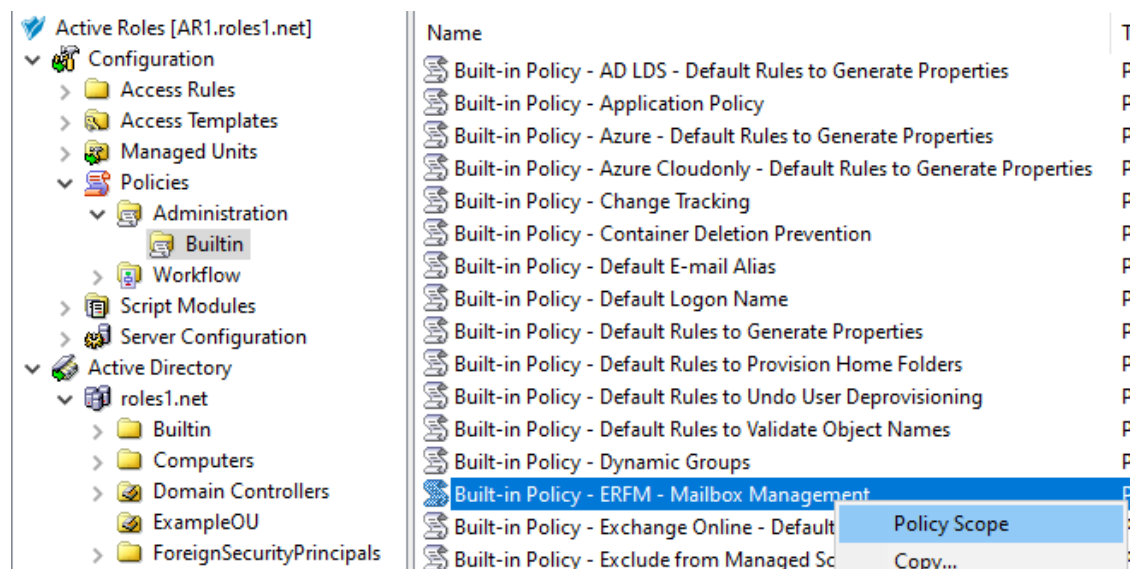 Active Roles [AR1.roles1.net]
Configuration
Access Rules
Access Templates
Managed Units
Policies
Administration
Builtin
Workflow
Script Modules
Server Configuration
Active Directory
roles1.net
Builtin
Computers
Domain Controllers
ExampleOU
ForeignSecurityPrincipals
Name
Built-in Policy - AD LDS - Default Rules to Generate Properties
Built-in Policy - Application Policy
Built-in Policy - Azure - Default Rules to Generate Properties
Built-in Policy - Azure Cloudonly - Default Rules to Generate Properties
Built-in Policy - Change Tracking
Built-in Policy - Container Deletion Prevention
Built-in Policy - Default E-mail Alias
Built-in Policy - Default Logon Name
Built-in Policy - Default Rules to Generate Properties
Built-in Policy - Default Rules to Provision Home Folders
Built-in Policy - Default Rules to Undo User Deprovisioning
Built-in Policy - Default Rules to Validate Object Names
Built-in Policy - Dynamic Groups
Built-in Policy - ERFM - Mailbox Management
Built-in Policy - Exchange Online - Default
Built-in Policy - Exclude from Managed Sc
Policy Scope
Copy...